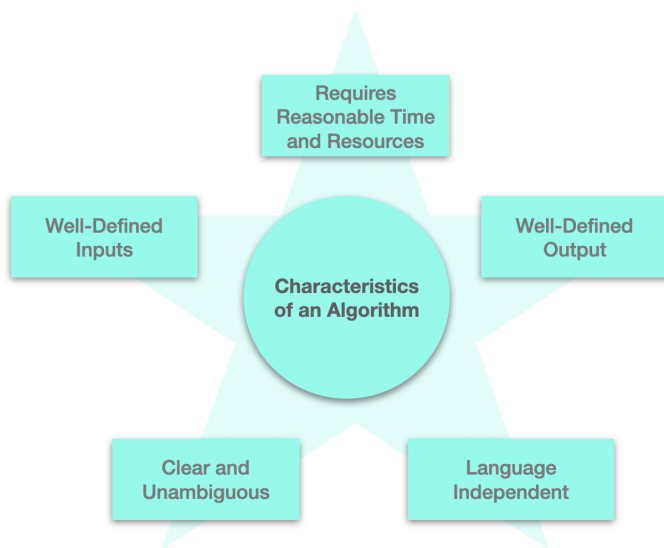 Requires
Reasonable Time
and Resources
Well-Defined
Inputs
Well-Defined
Output
Characteristics
of an Algorithm
Clear and
Unambiguous
Language
Independent